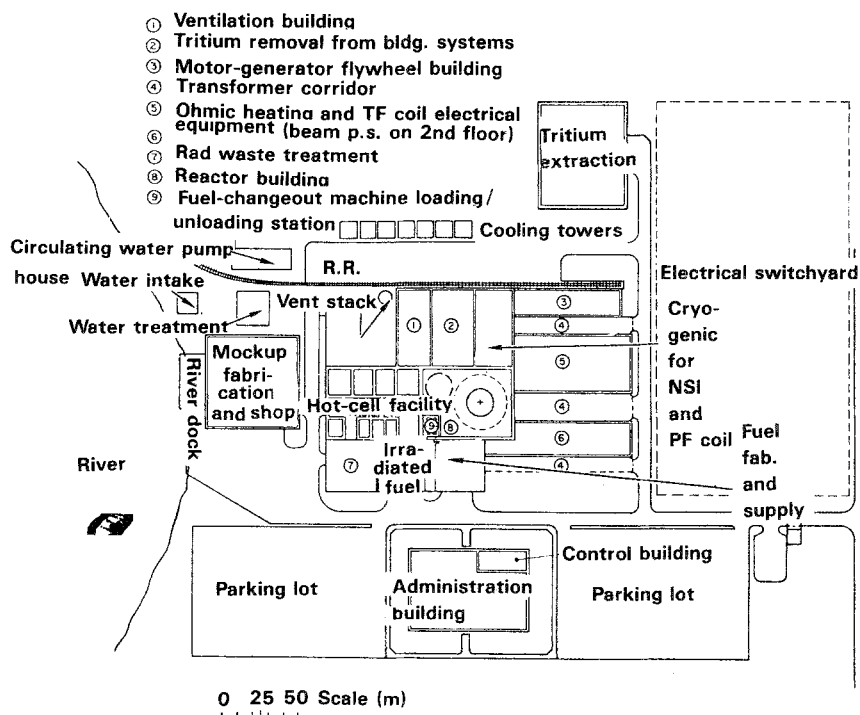 ① Ventilation building
② Tritium removal from bldg. systems
③ Motor-generator flywheel building
④ Transformer corridor
⑤ Ohmic heating and TF coil electrical
⑥ equipment (beam p.s. on 2nd floor)
⑦ Rad waste treatment
⑧ Reactor building
⑨ Fuel-changeout machine loading/
unloading station
Tritium
extraction
Cooling towers
Circulating water pump
house
Water intake
Water treatment
R.R.
Vent stack
①
②
③
④
⑤
④
⑥
④
Electrical switchyard
Cryo-
genic
for
NSI
and
PF coil
Mockup
fabri-
cation
and shop
River dock
Hot-cell facility
⑨
⑧
⑦
Irra-
diated
fuel
Fuel
fab.
and
supply
River
Control building
Parking lot
Administration
building
Parking lot
0 25 50 Scale (m)